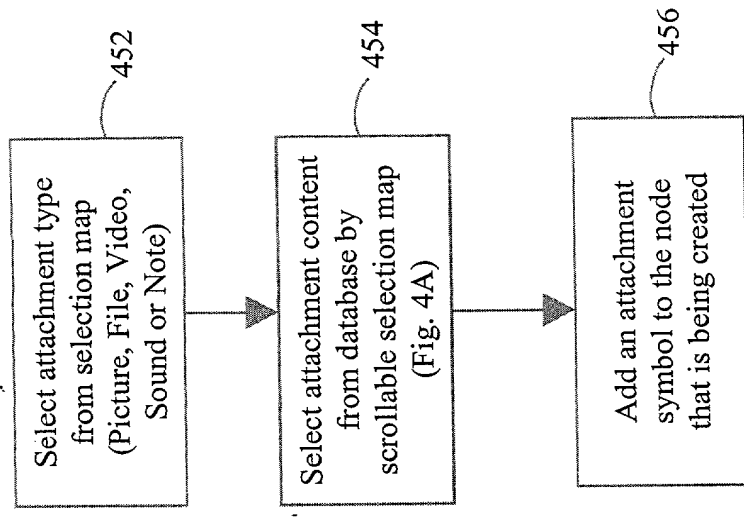 Select attachment type
from selection map
(Picture, File, Video,
Sound or Note)
452
Select attachment content
from database by
scrollable selection map
(Fig. 4A)
454
Add an attachment
symbol to the node
that is being created
456